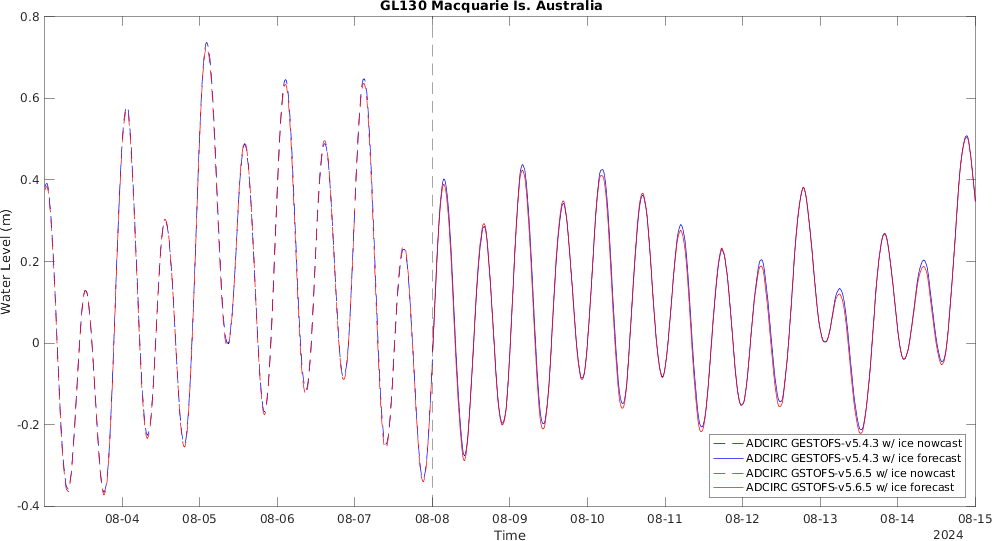 GL130 Macquarie Is. Australia
0.8
0.6
0.4
0.2
0
-0.2
-0.4
Water Level (m)
08-04 08-05 08-06 08-07 08-08 08-09 08-10 08-11 08-12 08-13 08-14 08-15
Time
2024
ADCIRC GESTOFS-v5.4.3 w/ ice nowcast
ADCIRC GESTOFS-v5.4.3 w/ ice forecast
ADCIRC GSTOFS-v5.6.5 w/ ice nowcast
ADCIRC GSTOFS-v5.6.5 w/ ice forecast